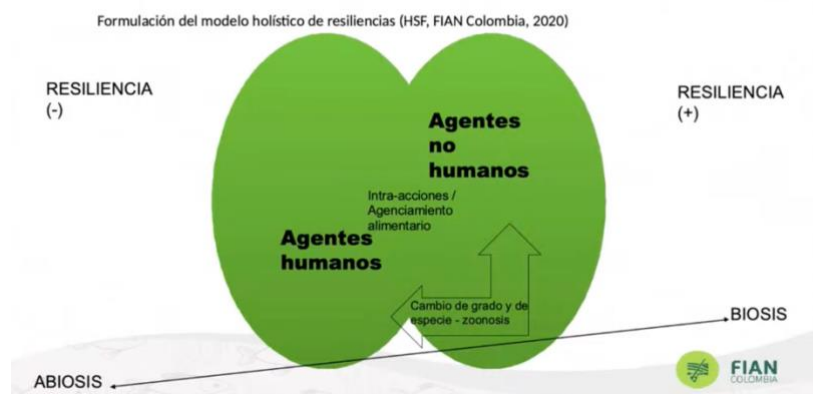 Formulación del modelo holístico de resiliencias (HSF, FIAN Colombia, 2020)
RESILIENCIA
(-)
RESILIENCIA
(+)
Agentes
no
humanos
Intra-acciones /
Agenciamiento
alimentario
Agentes
humanos
Cambio de grado y de
especie - zoonosis
BIOSIS
ABIOSIS
FIAN
COLOMBIA